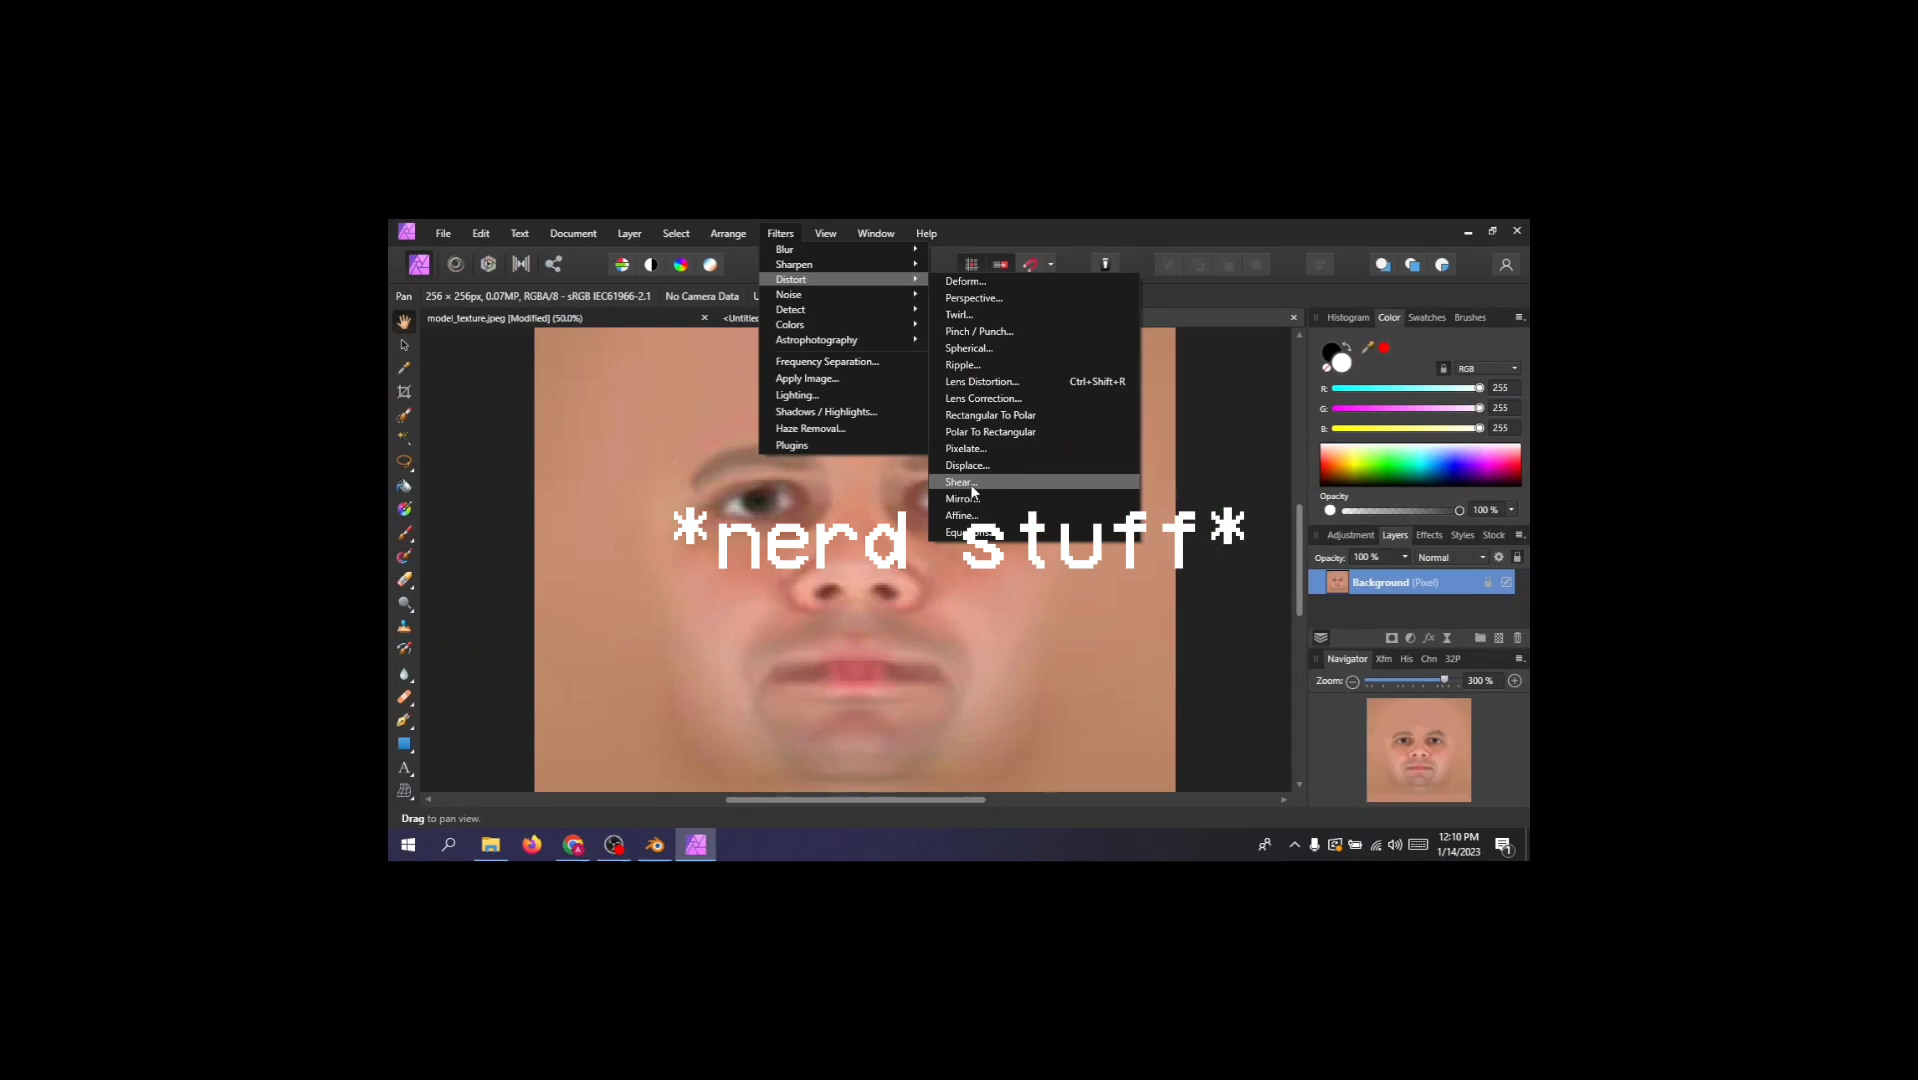 File Edit Text Document Layer Select Arrange Filters View Window Help
Pan 256 × 256px, 0.07MP, RGBA/8 - sRGB IEC61966-2.1 No Camera Data
model_texture.jpeg [Modified] (50.0%) <Untitled
Blur
Sharpen
Distort
Noise
Detect
Colors
Astrophotography
Frequency Separation...
Apply Image...
Lighting...
Shadows / Highlights...
Haze Removal...
Plugins
Deform...
Perspective...
Twirl...
Pinch / Punch...
Spherical...
Ripple...
Lens Distortion... Ctrl+Shift+R
Lens Correction...
Rectangular To Polar
Polar To Rectangular
Pixelate...
Displace...
Shear...
Mirror...
Affine...
*nerd stuff*
Histogram Color Swatches Brushes
RGB
R: 255
G: 255
B: 255
Opacity
100 %
Adjustment Layers Effects Styles Stock
Opacity: 100 % Normal
Background (Pixel)
Navigator Xfm His Chn 32P
Zoom: 300 %
Drag to pan view.
12:10 PM
1/14/2023
1
A